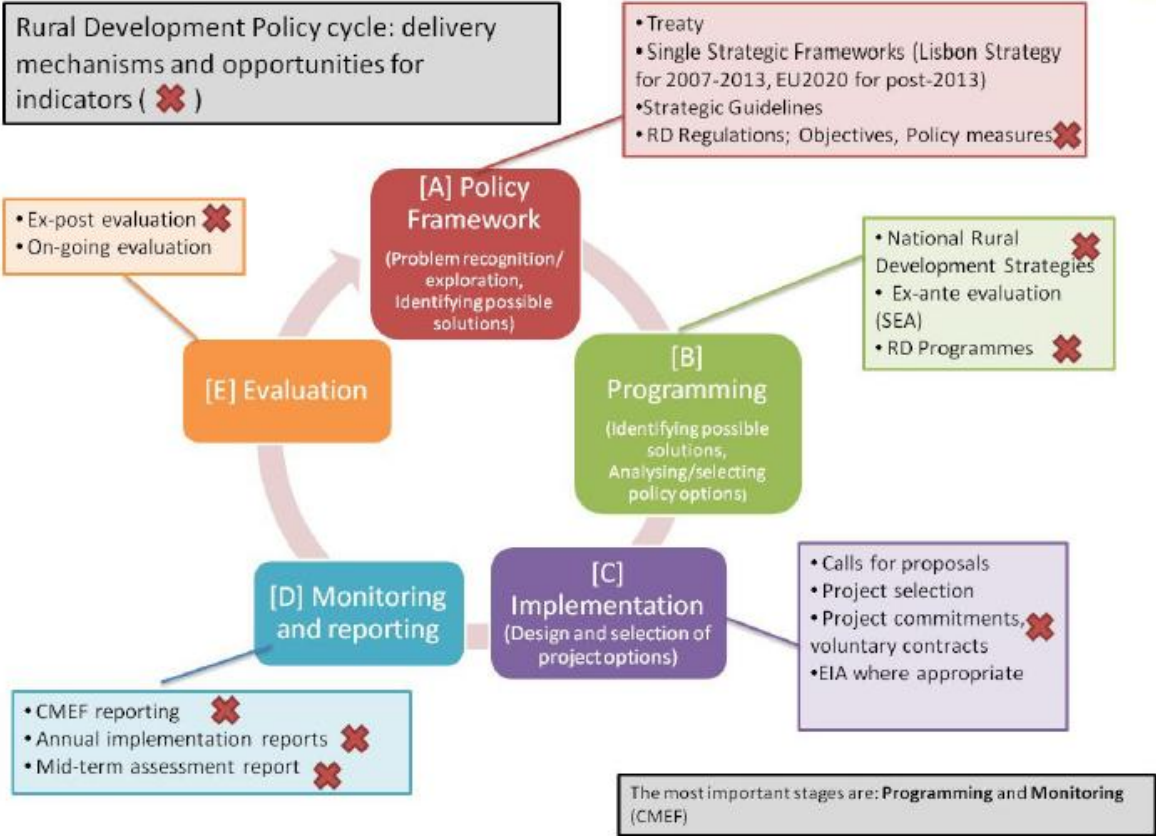 Rural Development Policy cycle: delivery
mechanisms and opportunities for
indicators ( ✖ )
• Treaty
• Single Strategic Frameworks (Lisbon Strategy
for 2007-2013, EU2020 for post-2013)
•Strategic Guidelines
• RD Regulations; Objectives, Policy measures
[A] Policy
Framework
(Problem recognition/
exploration,
Identifying possible
solutions)
• Ex-post evaluation
• On-going evaluation
• National Rural
Development Strategies
• Ex-ante evaluation
(SEA)
• RD Programmes
[B]
Programming
(Identifying possible
solutions,
Analysing/selecting
policy options)
[E] Evaluation
[C]
Implementation
(Design and selection of
project options)
• Calls for proposals
• Project selection
• Project commitments,
voluntary contracts
•EIA where appropriate
[D] Monitoring
and reporting
• CMEF reporting
• Annual implementation reports
• Mid-term assessment report
The most important stages are: Programming and Monitoring
(CMEF)